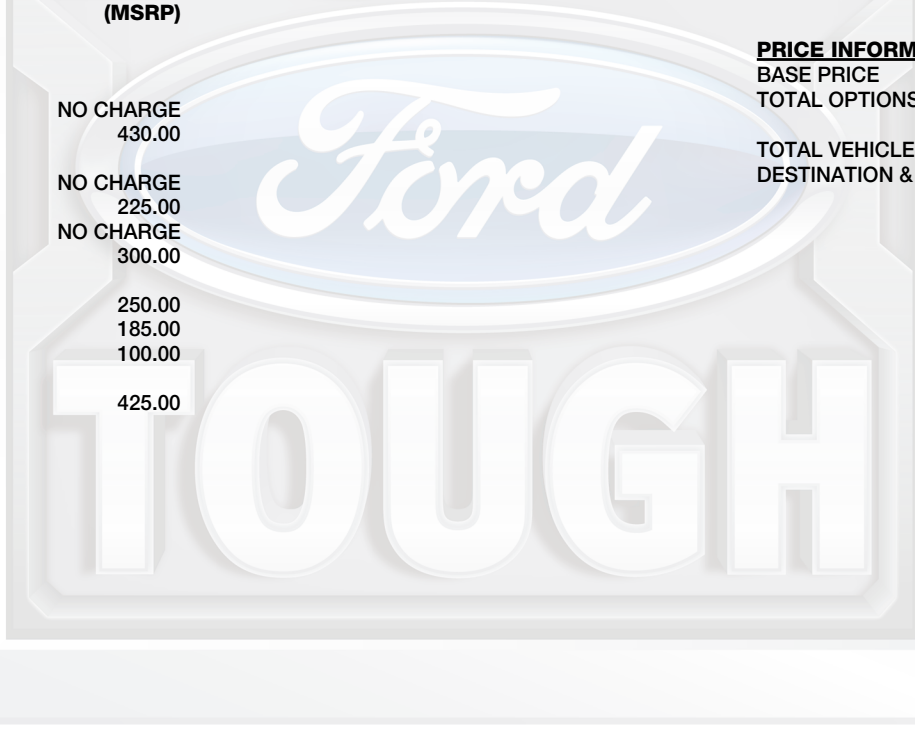 (MSRP)
NO CHARGE
430.00
NO CHARGE
225.00
NO CHARGE
300.00
250.00
185.00
100.00
425.00
PRICE INFORM
BASE PRICE
TOTAL OPTIONS
TOTAL VEHICLE
DESTINATION &
Ford
TOUGH